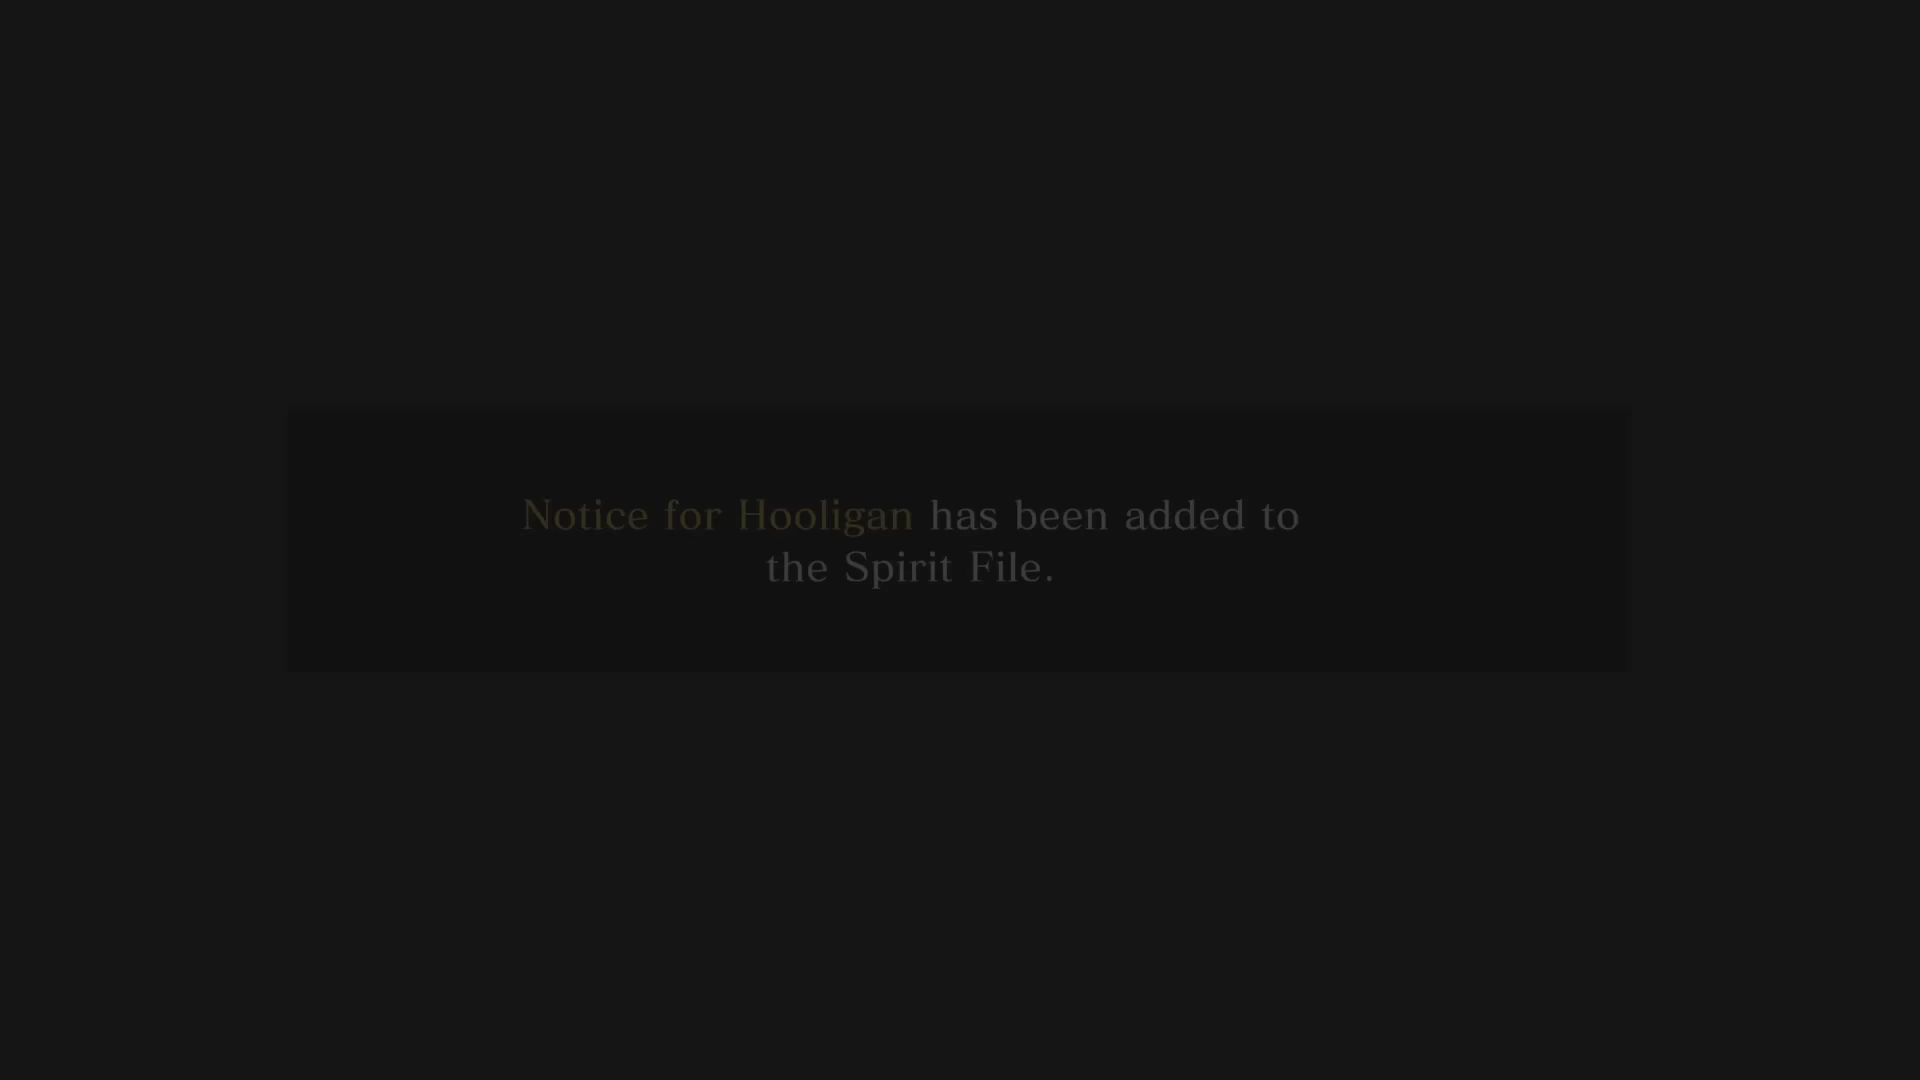 Notice for Hooligan has been added to
the Spirit File.